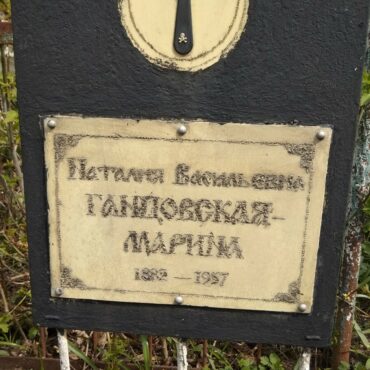 Наталия Васильевна
ГАНДОВСКАЯ-
МАРИНА
1882 — 1957